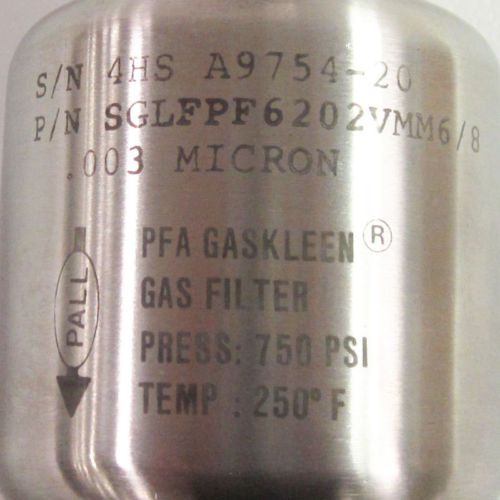 S/N 4HS A9754-20
P/N SGLFPF6202VMM6/8
.003 MICRON
PALL
PFA GASKLEEN®
GAS FILTER
PRESS: 750 PSI
TEMP : 250° F